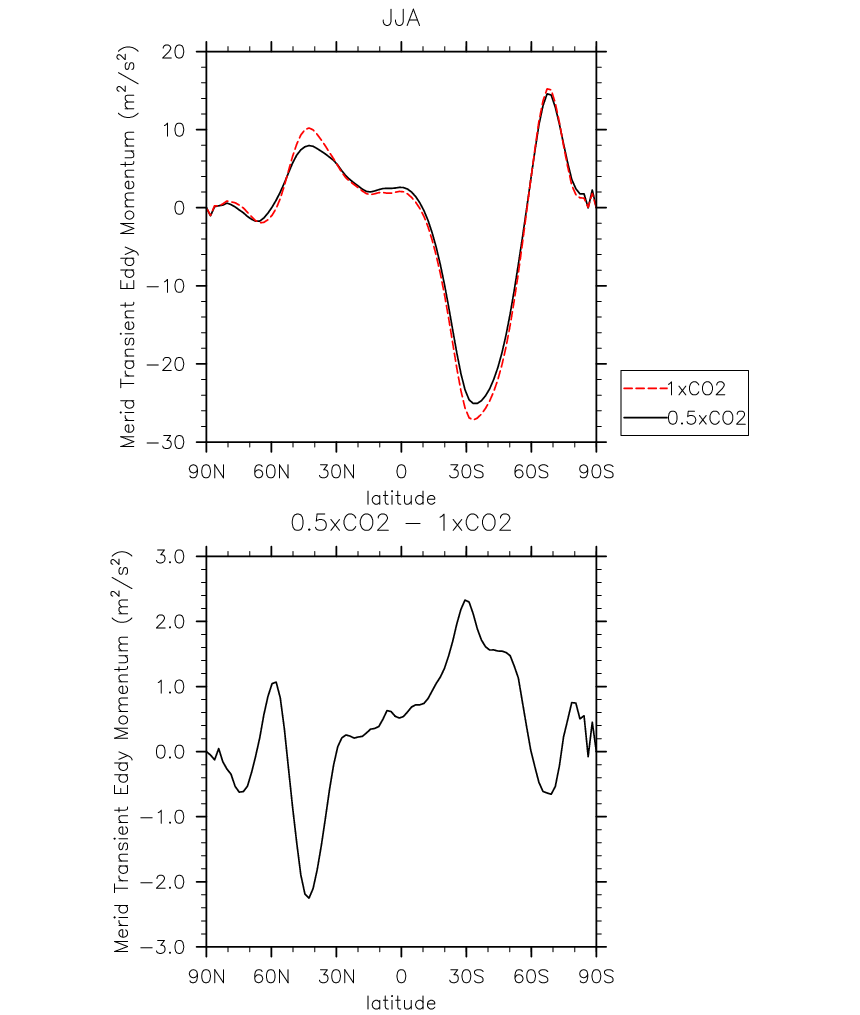 JJA
Merid Transient Eddy Momentum (m²/s²)
20
10
0
−10
−20
−30
90N 60N 30N 0 30S 60S 90S
latitude
1xCO2
0.5xCO2
0.5xCO2 − 1xCO2
Merid Transient Eddy Momentum (m²/s²)
3.0
2.0
1.0
0.0
−1.0
−2.0
−3.0
90N 60N 30N 0 30S 60S 90S
latitude